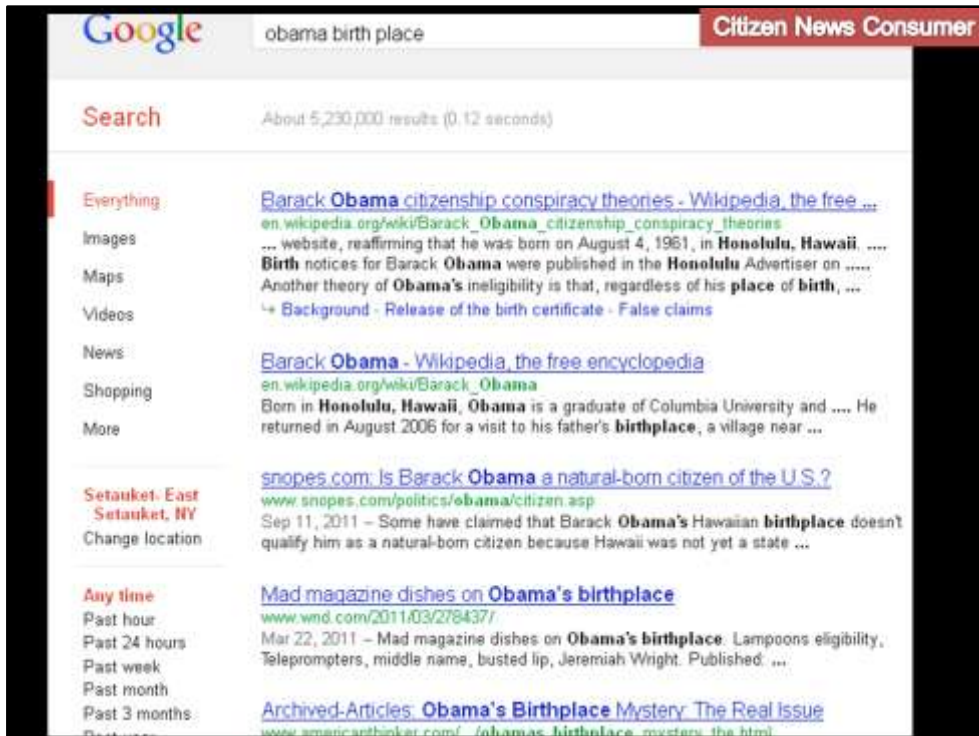 Google
obama birth place
Citizen News Consumer
Search
About 5,230,000 results (0.12 seconds)
Everything
Images
Maps
Videos
News
Shopping
More
Setauket- East
Setauket, NY
Change location
Any time
Past hour
Past 24 hours
Past week
Past month
Past 3 months
Past year
Barack Obama citizenship conspiracy theories - Wikipedia, the free ...
en.wikipedia.org/wiki/Barack_Obama_citizenship_conspiracy_theories
... website, reaffirming that he was born on August 4, 1961, in Honolulu, Hawaii. ....
Birth notices for Barack Obama were published in the Honolulu Advertiser on .....
Another theory of Obama's ineligibility is that, regardless of his place of birth, ...
↳ Background - Release of the birth certificate - False claims
Barack Obama - Wikipedia, the free encyclopedia
en.wikipedia.org/wiki/Barack_Obama
Born in Honolulu, Hawaii, Obama is a graduate of Columbia University and .... He
returned in August 2006 for a visit to his father's birthplace, a village near ...
snopes.com: Is Barack Obama a natural-born citizen of the U.S.?
www.snopes.com/politics/obama/citizen.asp
Sep 11, 2011 – Some have claimed that Barack Obama's Hawaiian birthplace doesn't
qualify him as a natural-born citizen because Hawaii was not yet a state ...
Mad magazine dishes on Obama's birthplace
www.wnd.com/2011/03/278437/
Mar 22, 2011 – Mad magazine dishes on Obama's birthplace. Lampoons eligibility,
Teleprompters, middle name, busted lip, Jeremiah Wright. Published: ...
Archived-Articles: Obama's Birthplace Mystery: The Real Issue
www.americanthinker.com/.../obamas_birthplace_mystery_the.html